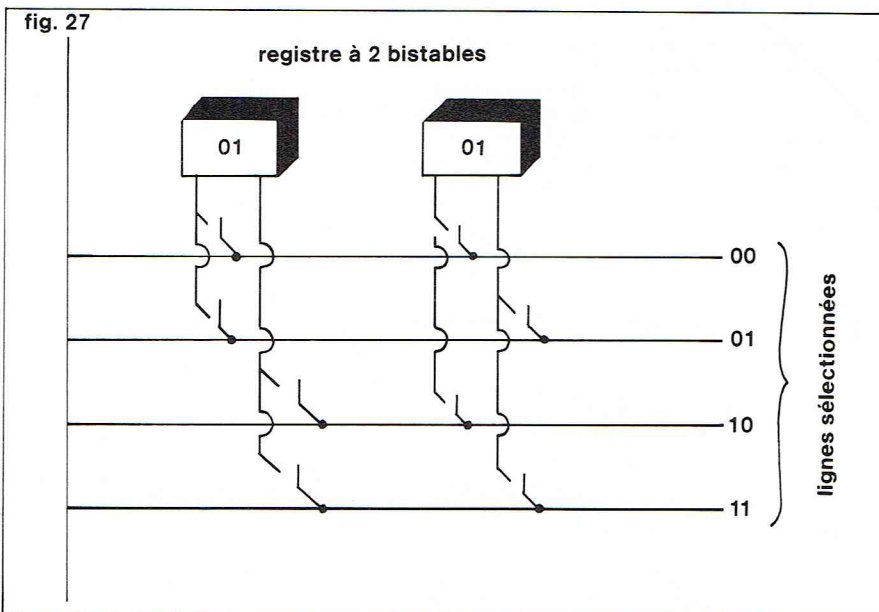 fig. 27
registre à 2 bistables
01
01
00
01
10
11
lignes sélectionnées